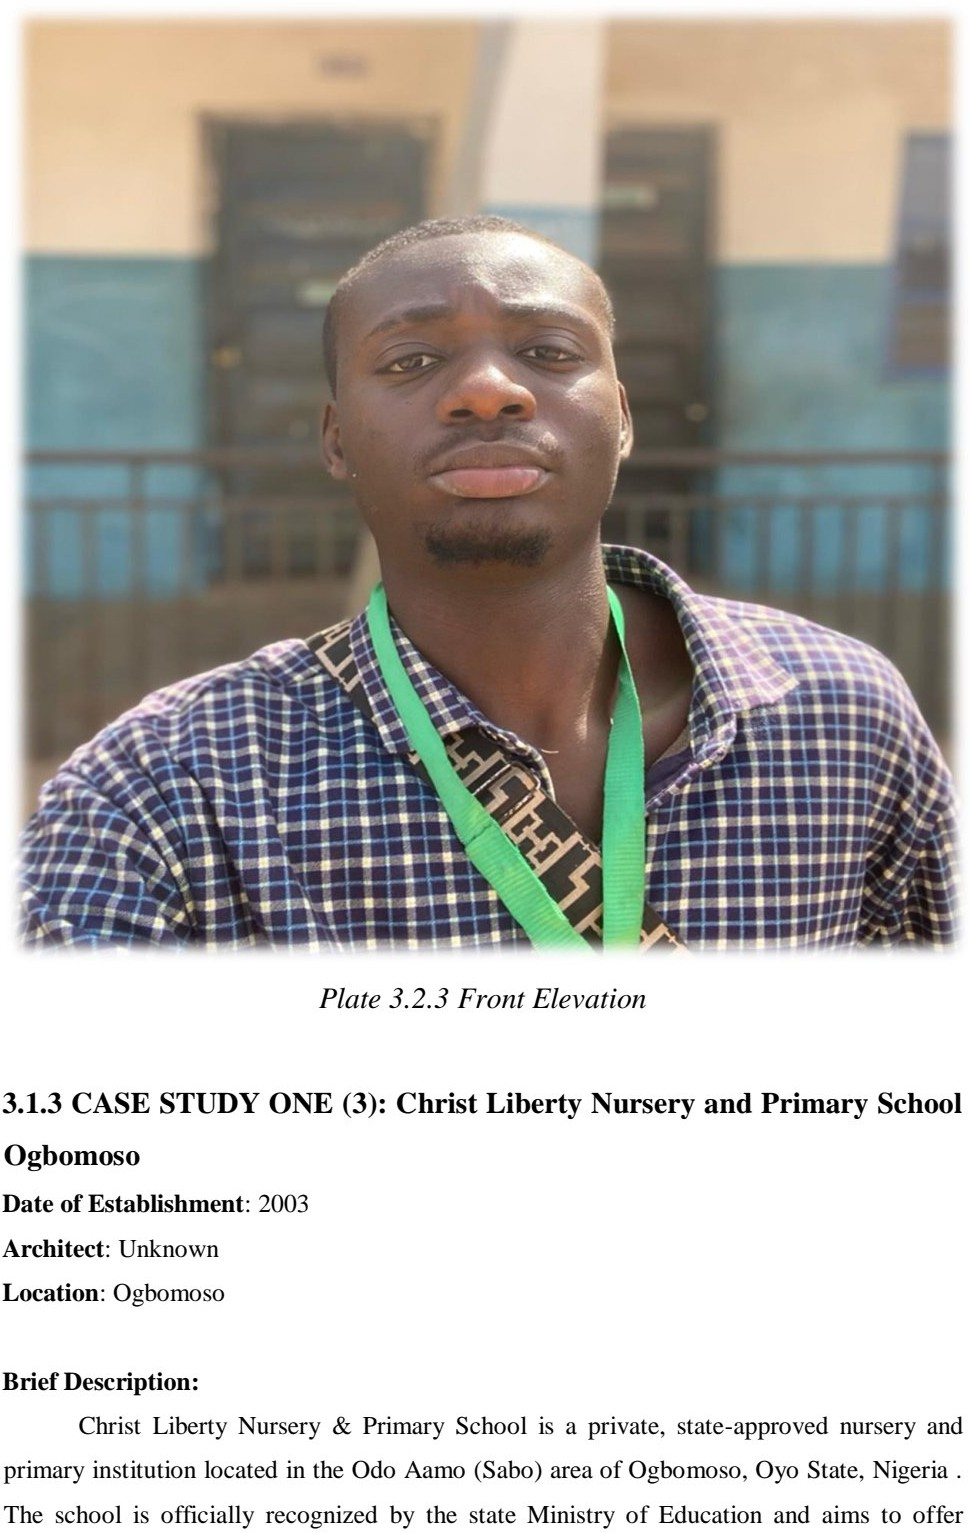 Plate 3.2.3 Front Elevation
3.1.3 CASE STUDY ONE (3): Christ Liberty Nursery and Primary School
Ogbomoso
Date of Establishment: 2003
Architect: Unknown
Location: Ogbomoso
Brief Description:
Christ Liberty Nursery & Primary School is a private, state-approved nursery and
primary institution located in the Odo Aamo (Sabo) area of Ogbomoso, Oyo State, Nigeria .
The school is officially recognized by the state Ministry of Education and aims to offer